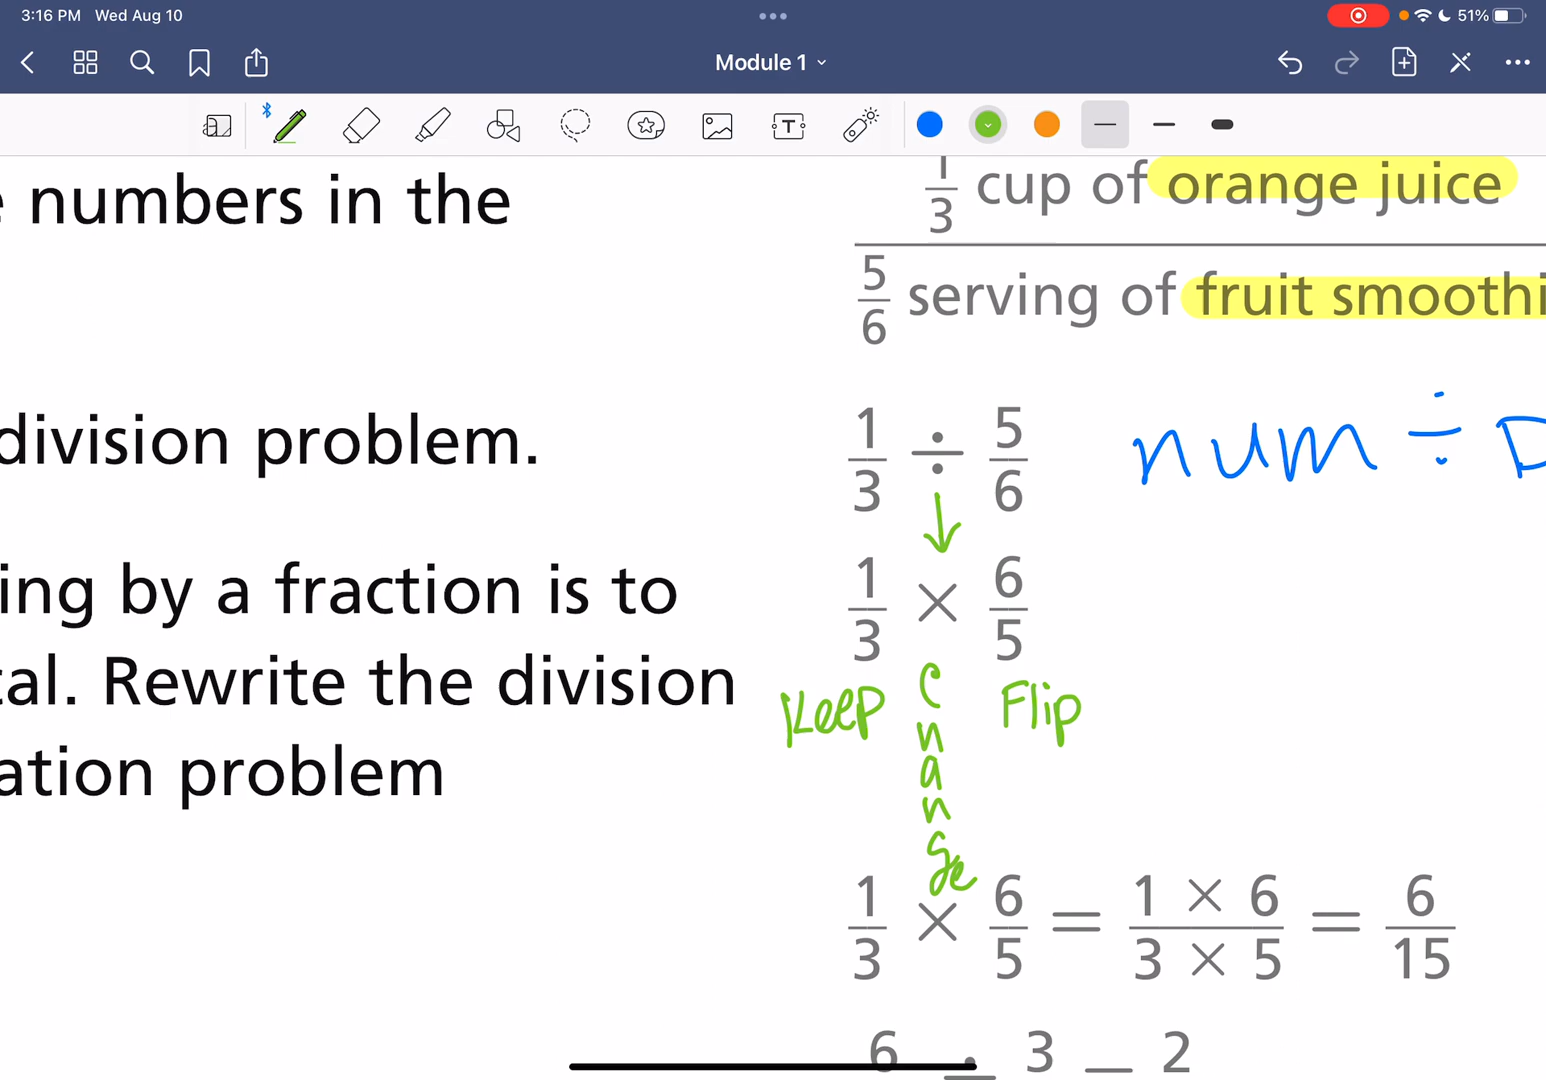 3:16 PM Wed Aug 10 51%
Module 1
numbers in the
1/3 cup of orange juice
5/6 serving of fruit smoothi
division problem.
1/3 ÷ 5/6 num ÷ D
ing by a fraction is to
1/3 × 6/5
tal. Rewrite the division
Keep Change Flip
ation problem
1/3 × 6/5 = 1 × 6/3 × 5 = 6/15
6 ÷ 3 = 2